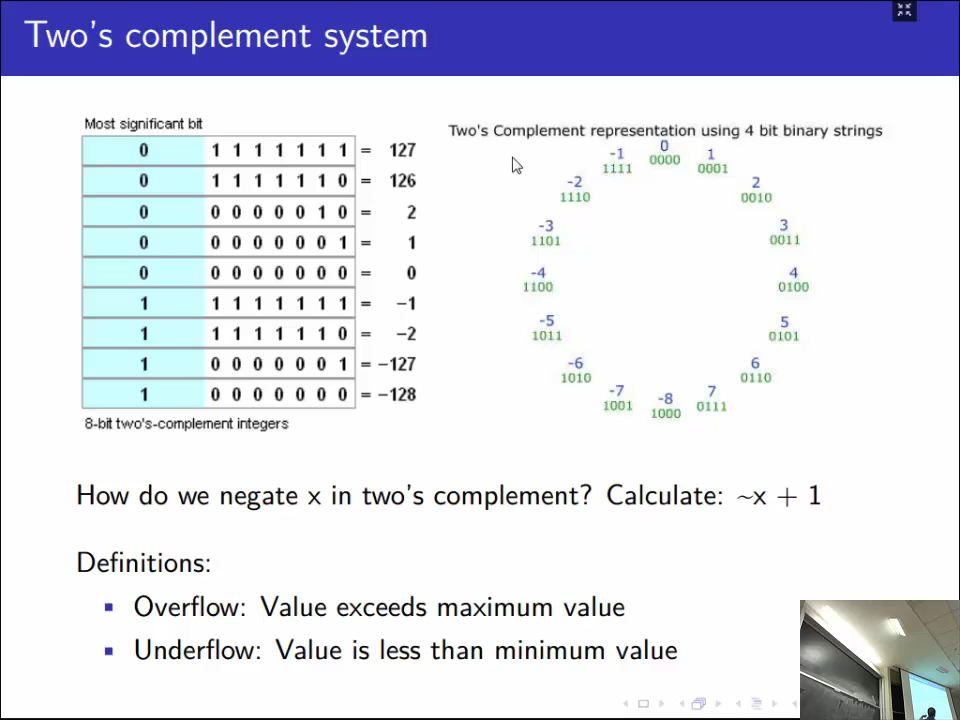 Two's complement system
Most significant bit
0 1 1 1 1 1 1 1 = 127
0 1 1 1 1 1 1 0 = 126
0 0 0 0 0 0 1 0 = 2
0 0 0 0 0 0 0 1 = 1
0 0 0 0 0 0 0 0 = 0
1 1 1 1 1 1 1 1 = −1
1 1 1 1 1 1 1 0 = −2
1 0 0 0 0 0 0 1 = −127
1 0 0 0 0 0 0 0 = −128
8-bit two's-complement integers
Two's Complement representation using 4 bit binary strings
0
0000
1
0001
2
0010
3
0011
4
0100
5
0101
6
0110
7
0111
-8
1000
-7
1001
-6
1010
-5
1011
-4
1100
-3
1101
-2
1110
-1
1111
How do we negate x in two's complement? Calculate: ~x + 1
Definitions:
Overflow: Value exceeds maximum value
Underflow: Value is less than minimum value